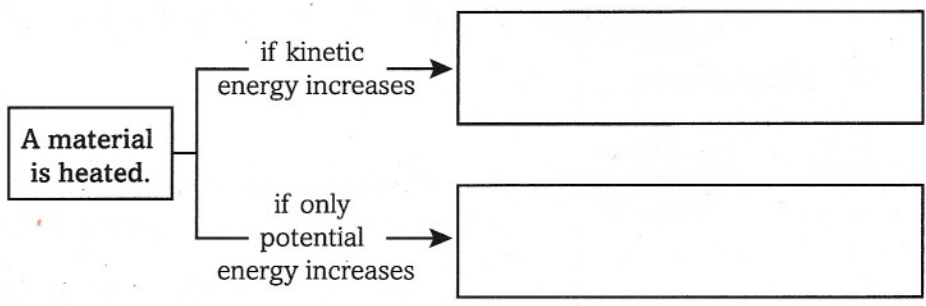 if kinetic
energy increases
A material
is heated.
if only
potential
energy increases